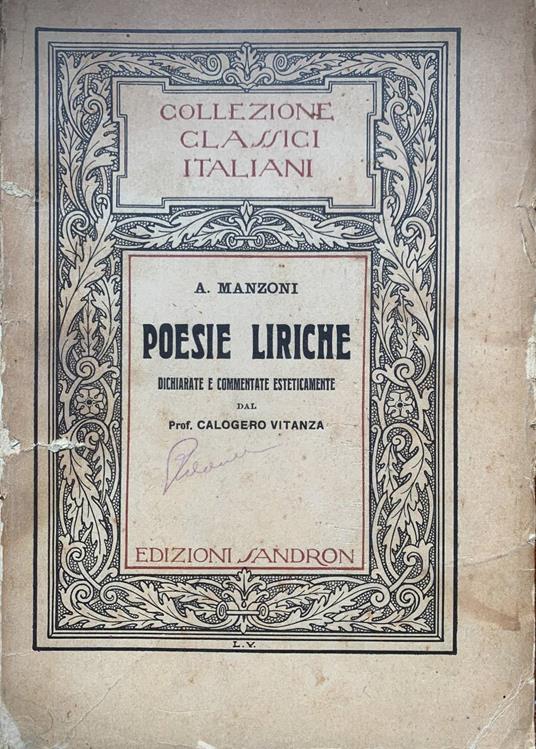 COLLEZIONE
CLASSICI
ITALIANI
A. MANZONI
POESIE LIRICHE
DICHIARATE E COMMENTATE ESTETICAMENTE
DAL
Prof. CALOGERO VITANZA
EDIZIONI SANDRON
L.V.